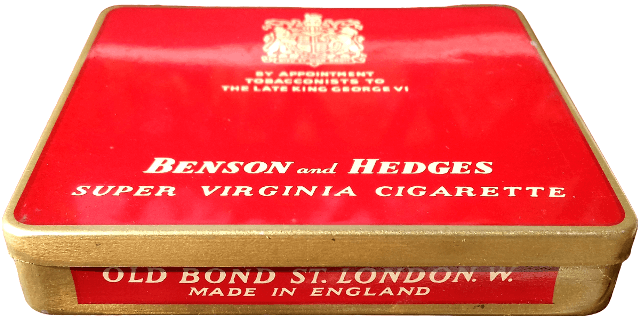 BY APPOINTMENT
TOBACCONISTS TO
THE LATE KING GEORGE VI
BENSON and HEDGES
SUPER VIRGINIA CIGARETTE
OLD BOND ST. LONDON. W.
MADE IN ENGLAND